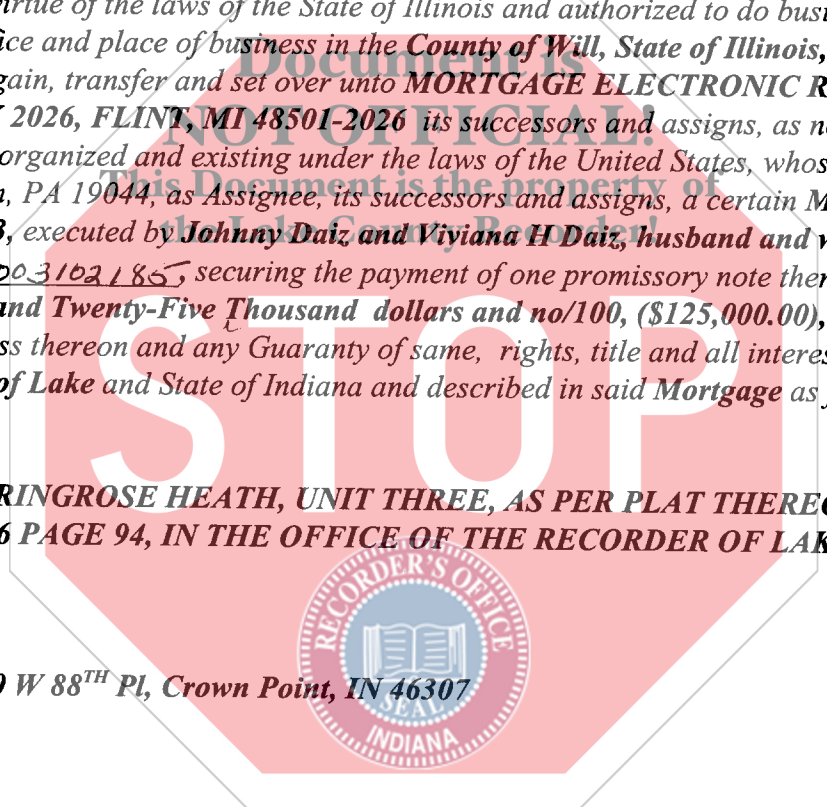 irtue of the laws of the State of Illinois and authorized to do busi
ice and place of business in the County of Will, State of Illinois,
Document is
gain, transfer and set over unto MORTGAGE ELECTRONIC R
2026, FLINT, MI 48501-2026 its successors and assigns, as n
NOT OFFICIAL!
organized and existing under the laws of the United States, whos
This Document is the property of
, PA 19044, as Assignee, its successors and assigns, a certain M
the Lake County Recorder!
, executed by Johnny Daiz and Viviana H Daiz, husband and w
003102185, securing the payment of one promissory note ther
and Twenty-Five Thousand dollars and no/100, ($125,000.00),
ss thereon and any Guaranty of same, rights, title and all interes
of Lake and State of Indiana and described in said Mortgage as
STOP
RINGROSE HEATH, UNIT THREE, AS PER PLAT THEREO
6 PAGE 94, IN THE OFFICE OF THE RECORDER OF LAK
RECORDER'S OFFICE
W 88TH Pl, Crown Point, IN 46307
SEAL
INDIANA